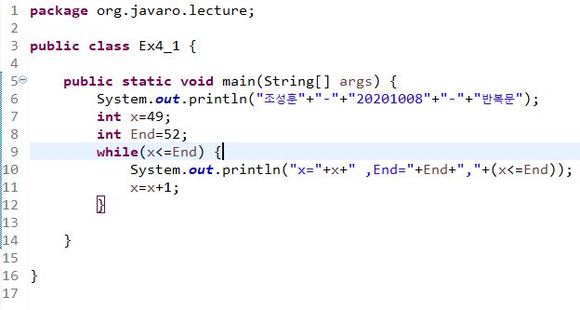 1 package org.javaro.lecture;
2
3 public class Ex4_1 {
4
5 public static void main(String[] args) {
6 System.out.println("조성훈"+"-"+"20201008"+"-"+"반복문");
7 int x=49;
8 int End=52;
9 while(x<=End) {
10 System.out.println("x="+x+" ,End="+End+","+(x<=End));
11 x=x+1;
12 }
13
14 }
15
16 }
17